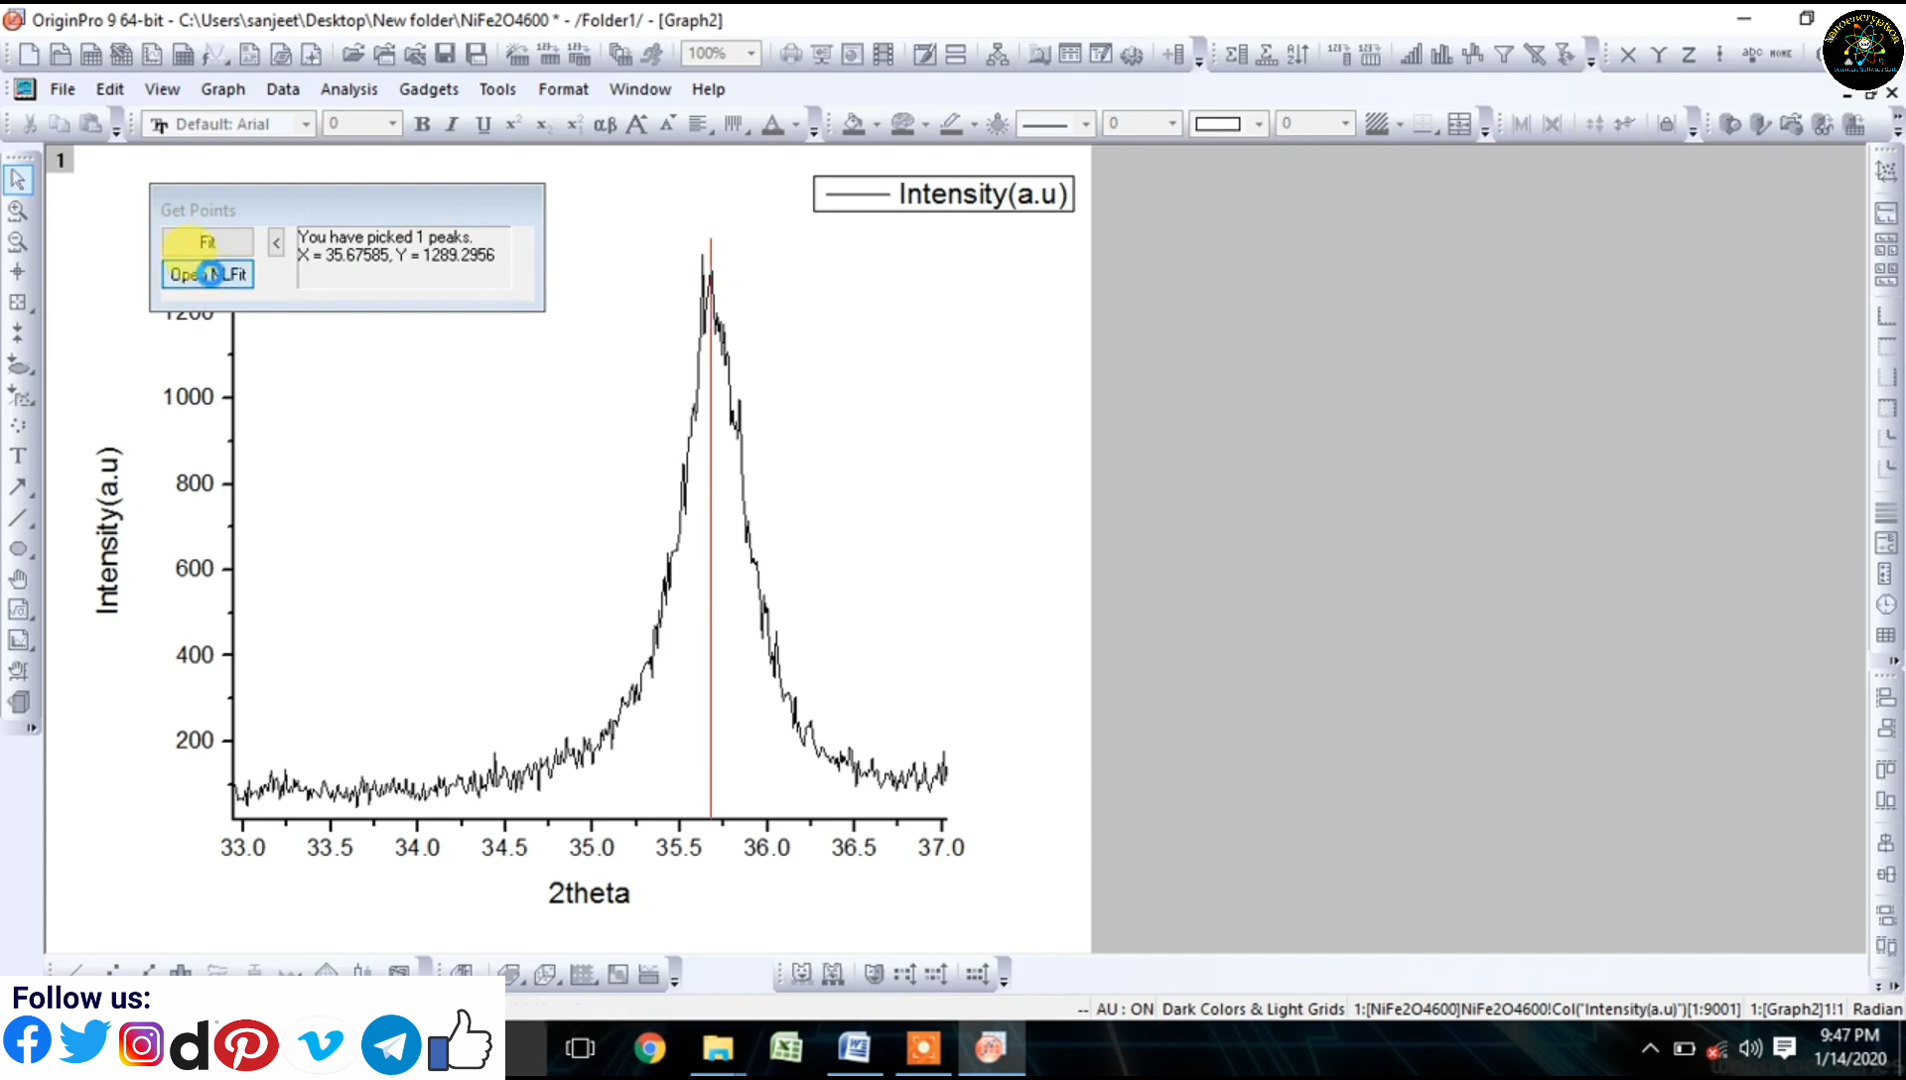 OriginPro 9 64-bit - C:\Users\sanjeet\Desktop\New folder\NiFe2O4600 * - /Folder1/ - [Graph2]
100%
X Y Z
File Edit View Graph Data Analysis Gadgets Tools Format Window Help
Default: Arial
0
B I U
αβ
0
0
1
Get Points
Fit
<
You have picked 1 peaks.
Open NLFit
X = 35.67585, Y = 1289.2956
Intensity(a.u)
1200
1000
800
600
400
200
Intensity(a.u)
33.0 33.5 34.0 34.5 35.0 35.5 36.0 36.5 37.0
2theta
Follow us:
-- AU : ON Dark Colors & Light Grids 1:[NiFe2O4600]NiFe2O4600!Col("Intensity(a.u)")[1:9001] 1:[Graph2]1!1 Radian
9:47 PM
1/14/2020